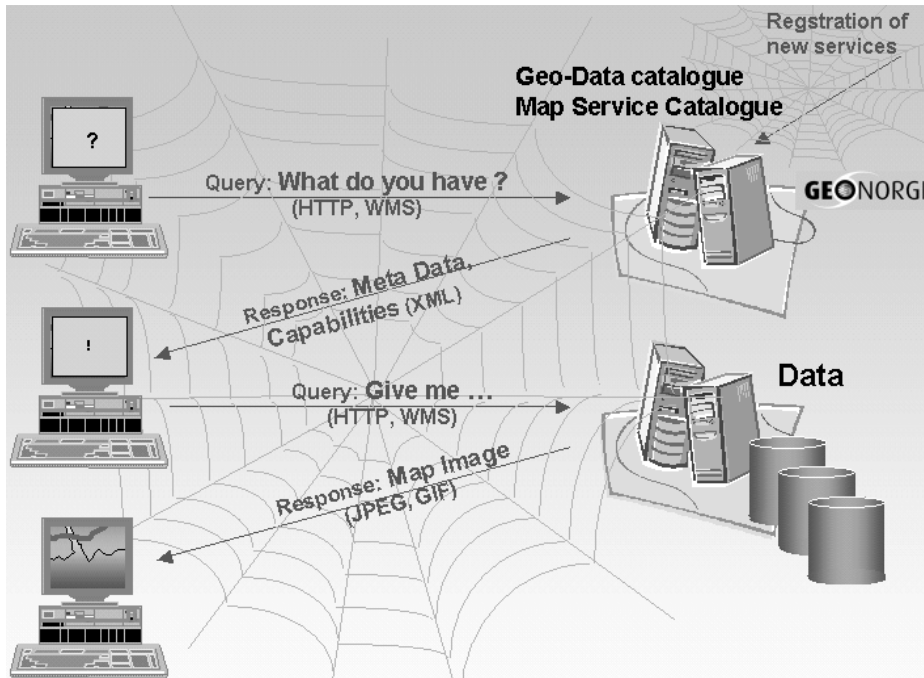 Regstration of
new services
Geo-Data catalogue
Map Service Catalogue
?
Query: What do you have ?
(HTTP, WMS)
GEONORGE
Response: Meta Data,
Capabilities (XML)
!
Query: Give me ...
(HTTP, WMS)
Data
Response: Map Image
(JPEG, GIF)